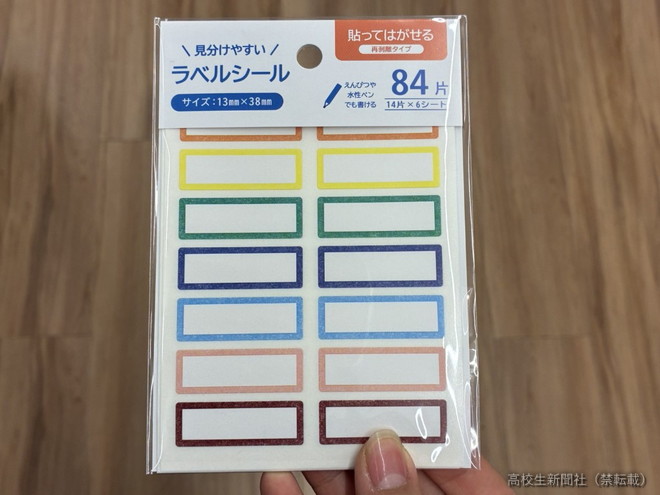 貼ってはがせる
再剥離タイプ
\ 見分けやすい /
ラベルシール
サイズ：13mm×38mm
えんぴつや
水性ペン
でも書ける
84片
14片×6シート
高校生新聞社（禁転載）